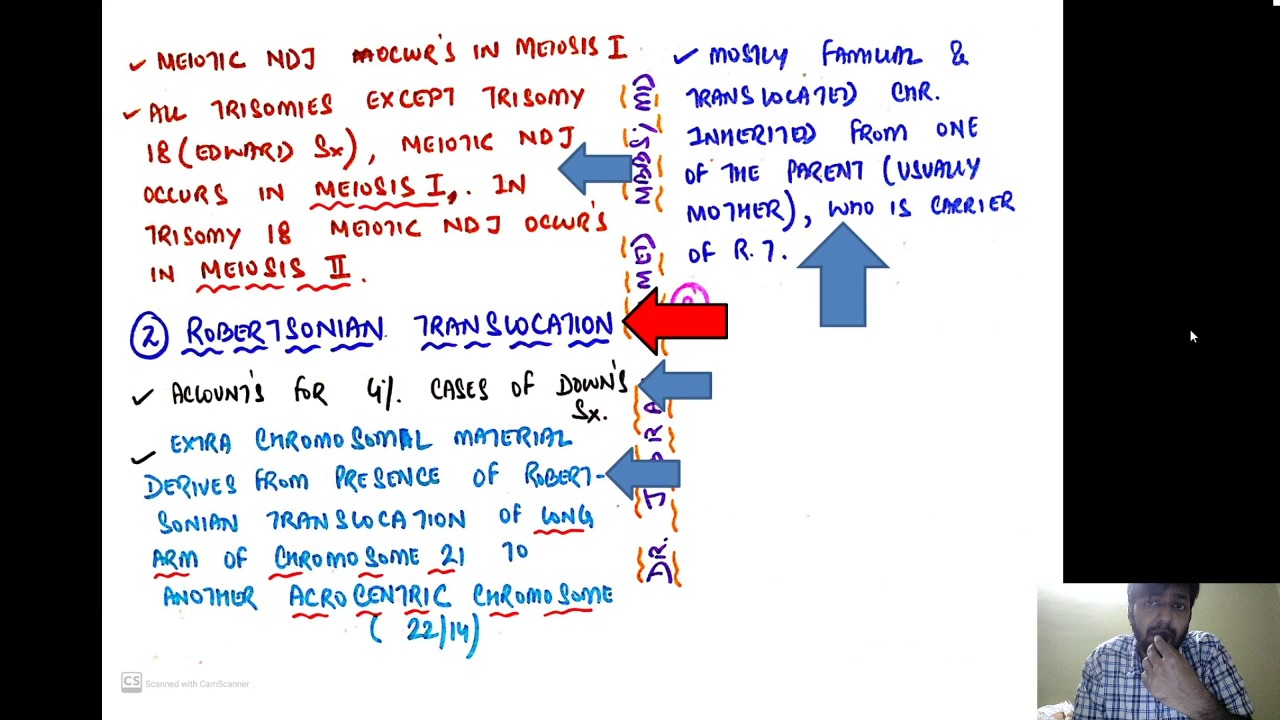 ✓ MEIOTIC NDJ OCCUR'S IN MEIOSIS I
✓ ALL TRISOMIES EXCEPT TRISOMY
18 (EDWARD SX), MEIOTIC NDJ
OCCURS IN MEIOSIS I,. IN
TRISOMY 18 MEIOTIC NDJ OCCUR'S
IN MEIOSIS II.
② ROBERTSONIAN TRANSLOCATION
✓ ACCOUNT'S FOR 4%. CASES OF DOWN'S
SX.
✓ EXTRA CHROMOSOMAL MATERIAL
DERIVES FROM PRESENCE OF ROBERT-
SONIAN TRANSLOCATION OF LONG
ARM OF CHROMOSOME 21 TO
ANOTHER ACROCENTRIC CHROMOSOME
( 22/14)
✓ MOSTLY FAMILIAL &
TRANSLOCATED CHR.
INHERITED FROM ONE
OF THE PARENT (USUALLY
MOTHER), WHO IS CARRIER
OF R.T.
DR.
CS Scanned with CamScanner